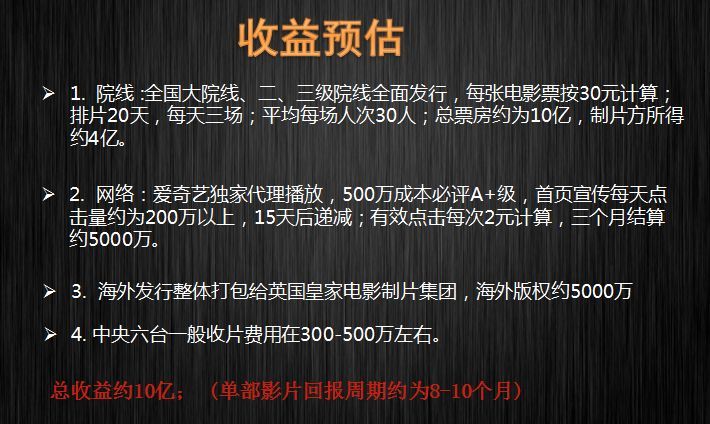 收益预估
➢ 1. 院线 :全国大院线、二、三级院线全面发行，每张电影票按30元计算；
排片20天，每天三场；平均每场人次30人；总票房约为10亿，制片方所得
约4亿。
➢ 2. 网络：爱奇艺独家代理播放，500万成本必评A+级，首页宣传每天点
击量约为200万以上，15天后递减；有效点击每次2元计算，三个月结算
约5000万。
➢ 3. 海外发行整体打包给英国皇家电影制片集团，海外版权约5000万
➢ 4. 中央六台一般收片费用在300-500万左右。
总收益约10亿；（单部影片回报周期约为8-10个月）